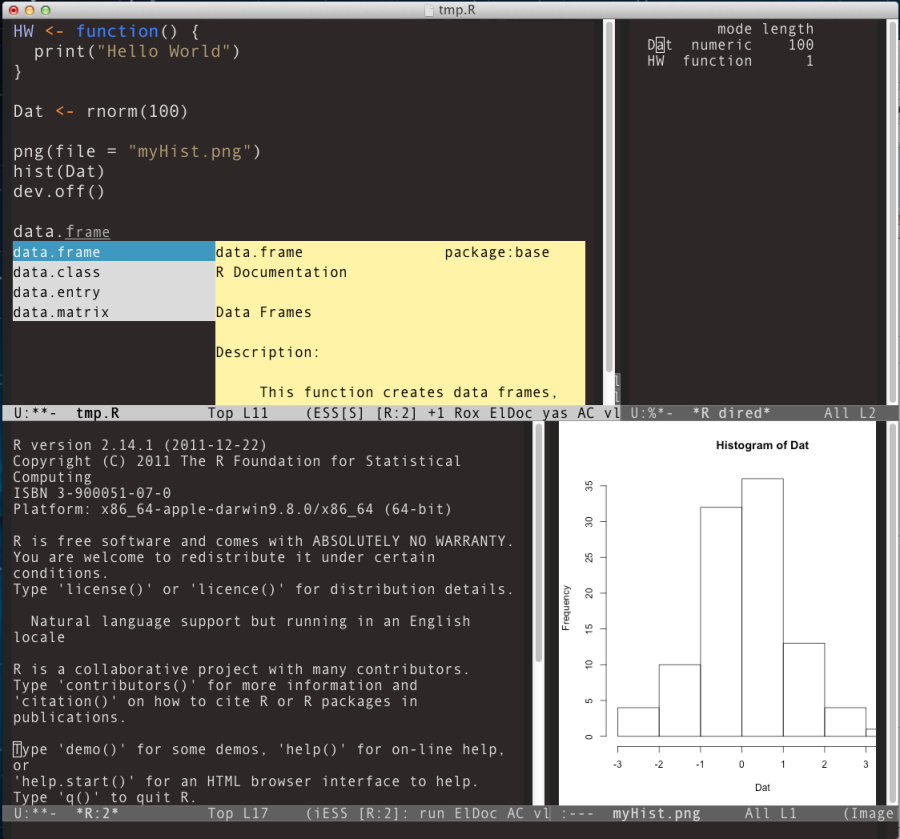 tmp.R
HW <- function() {
print("Hello World")
}
Dat <- rnorm(100)
png(file = "myHist.png")
hist(Dat)
dev.off()
data.frame
data.frame
data.class
data.entry
data.matrix
data.frame package:base
R Documentation
Data Frames
Description:
This function creates data frames,
U:**- tmp.R Top L11 (ESS[S] [R:2] +1 Rox ElDoc yas AC vl
mode length
Dat numeric 100
HW function 1
U:%*- *R dired* All L2
R version 2.14.1 (2011-12-22)
Copyright (C) 2011 The R Foundation for Statistical
Computing
ISBN 3-900051-07-0
Platform: x86_64-apple-darwin9.8.0/x86_64 (64-bit)
R is free software and comes with ABSOLUTELY NO WARRANTY.
You are welcome to redistribute it under certain
conditions.
Type 'license()' or 'licence()' for distribution details.
Natural language support but running in an English
locale
R is a collaborative project with many contributors.
Type 'contributors()' for more information and
'citation()' on how to cite R or R packages in
publications.
Type 'demo()' for some demos, 'help()' for on-line help,
or
'help.start()' for an HTML browser interface to help.
Type 'q()' to quit R.
U:**- *R:2* Top L17 (iESS [R:2]: run ElDoc AC vl
Histogram of Dat
Frequency
35
30
25
20
15
10
5
0
-3 -2 -1 0 1 2 3
Dat
:--- myHist.png All L1 (Image